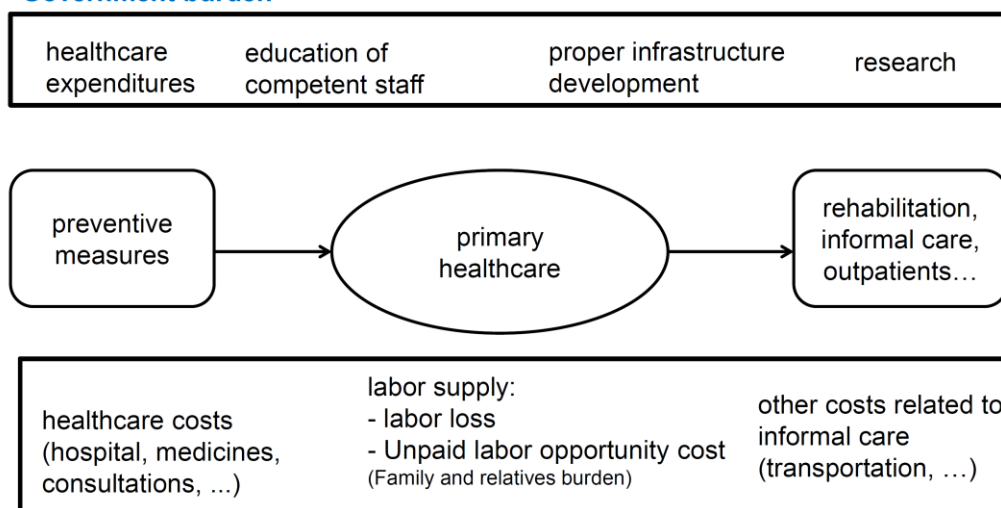 Government burden
healthcare
expenditures
education of
competent staff
proper infrastructure
development
research
preventive
measures
primary
healthcare
rehabilitation,
informal care,
outpatients…
healthcare costs
(hospital, medicines,
consultations, ...)
labor supply:
- labor loss
- Unpaid labor opportunity cost
(Family and relatives burden)
other costs related to
informal care
(transportation, …)